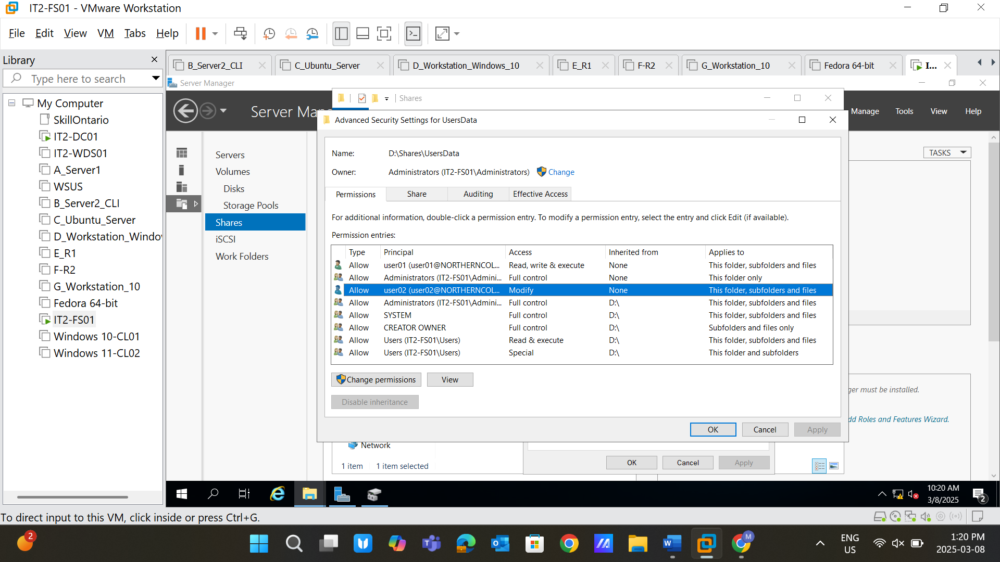 IT2-FS01 - VMware Workstation
File Edit View VM Tabs Help
Library
Type here to search
My Computer
SkillOntario
IT2-DC01
IT2-WDS01
A_Server1
WSUS
B_Server2_CLI
C_Ubuntu_Server
D_Workstation_Windo
E_R1
F-R2
G_Workstation_10
Fedora 64-bit
IT2-FS01
Windows 10-CL01
Windows 11-CL02
B_Server2_CLI C_Ubuntu_Server D_Workstation_Windows_10 E_R1 F-R2 G_Workstation_10 Fedora 64-bit I...
Server Manager
Server Ma
Manage Tools View Help
Servers
Volumes
Disks
Storage Pools
Shares
iSCSI
Work Folders
TASKS
Shares
Advanced Security Settings for UsersData
Name: D:\Shares\UsersData
Owner: Administrators (IT2-FS01\Administrators) Change
Permissions Share Auditing Effective Access
For additional information, double-click a permission entry. To modify a permission entry, select the entry and click Edit (if available).
Permission entries:
Type Principal Access Inherited from Applies to
Allow user01 (user01@NORTHERNCOL... Read, write & execute None This folder, subfolders and files
Allow Administrators (IT2-FS01\Admini... Full control None This folder only
Allow user02 (user02@NORTHERNCOL... Modify None This folder, subfolders and files
Allow Administrators (IT2-FS01\Admini... Full control D:\ This folder, subfolders and files
Allow SYSTEM Full control D:\ This folder, subfolders and files
Allow CREATOR OWNER Full control D:\ Subfolders and files only
Allow Users (IT2-FS01\Users) Read & execute D:\ This folder, subfolders and files
Allow Users (IT2-FS01\Users) Special D:\ This folder and subfolders
Change permissions View
Disable inheritance
OK Cancel Apply
ger must be installed.
dd Roles and Features Wizard.
Network
1 item 1 item selected
OK Cancel Apply
10:20 AM
3/8/2025
2
To direct input to this VM, click inside or press Ctrl+G.
2
M
ENG
US
1:20 PM
2025-03-08